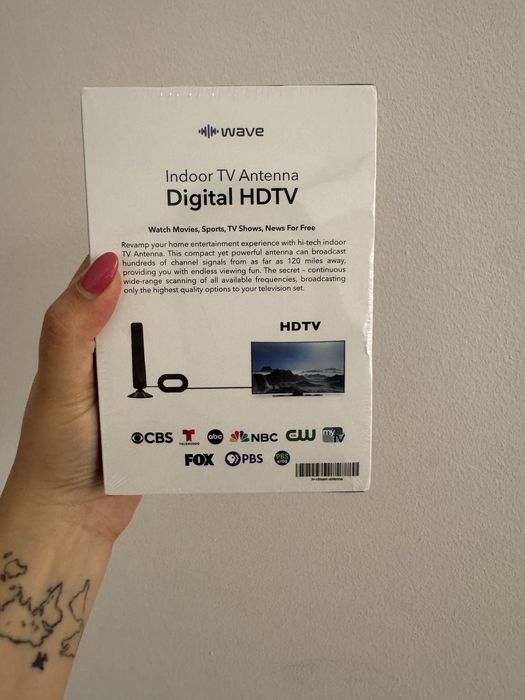 wave
Indoor TV Antenna
Digital HDTV
Watch Movies, Sports, TV Shows, News For Free
Revamp your home entertainment experience with hi-tech indoor
TV Antenna. This compact yet powerful antenna can broadcast
hundreds of channel signals from as far as 120 miles away,
providing you with endless viewing fun. The secret - continuous
wide-range scanning of all available frequencies, broadcasting
only the highest quality options to your television set.
HDTV
CBS TELEMUNDO abc NBC CW my TV
FOX PBS PBS KIDS
tv-stream-antenna